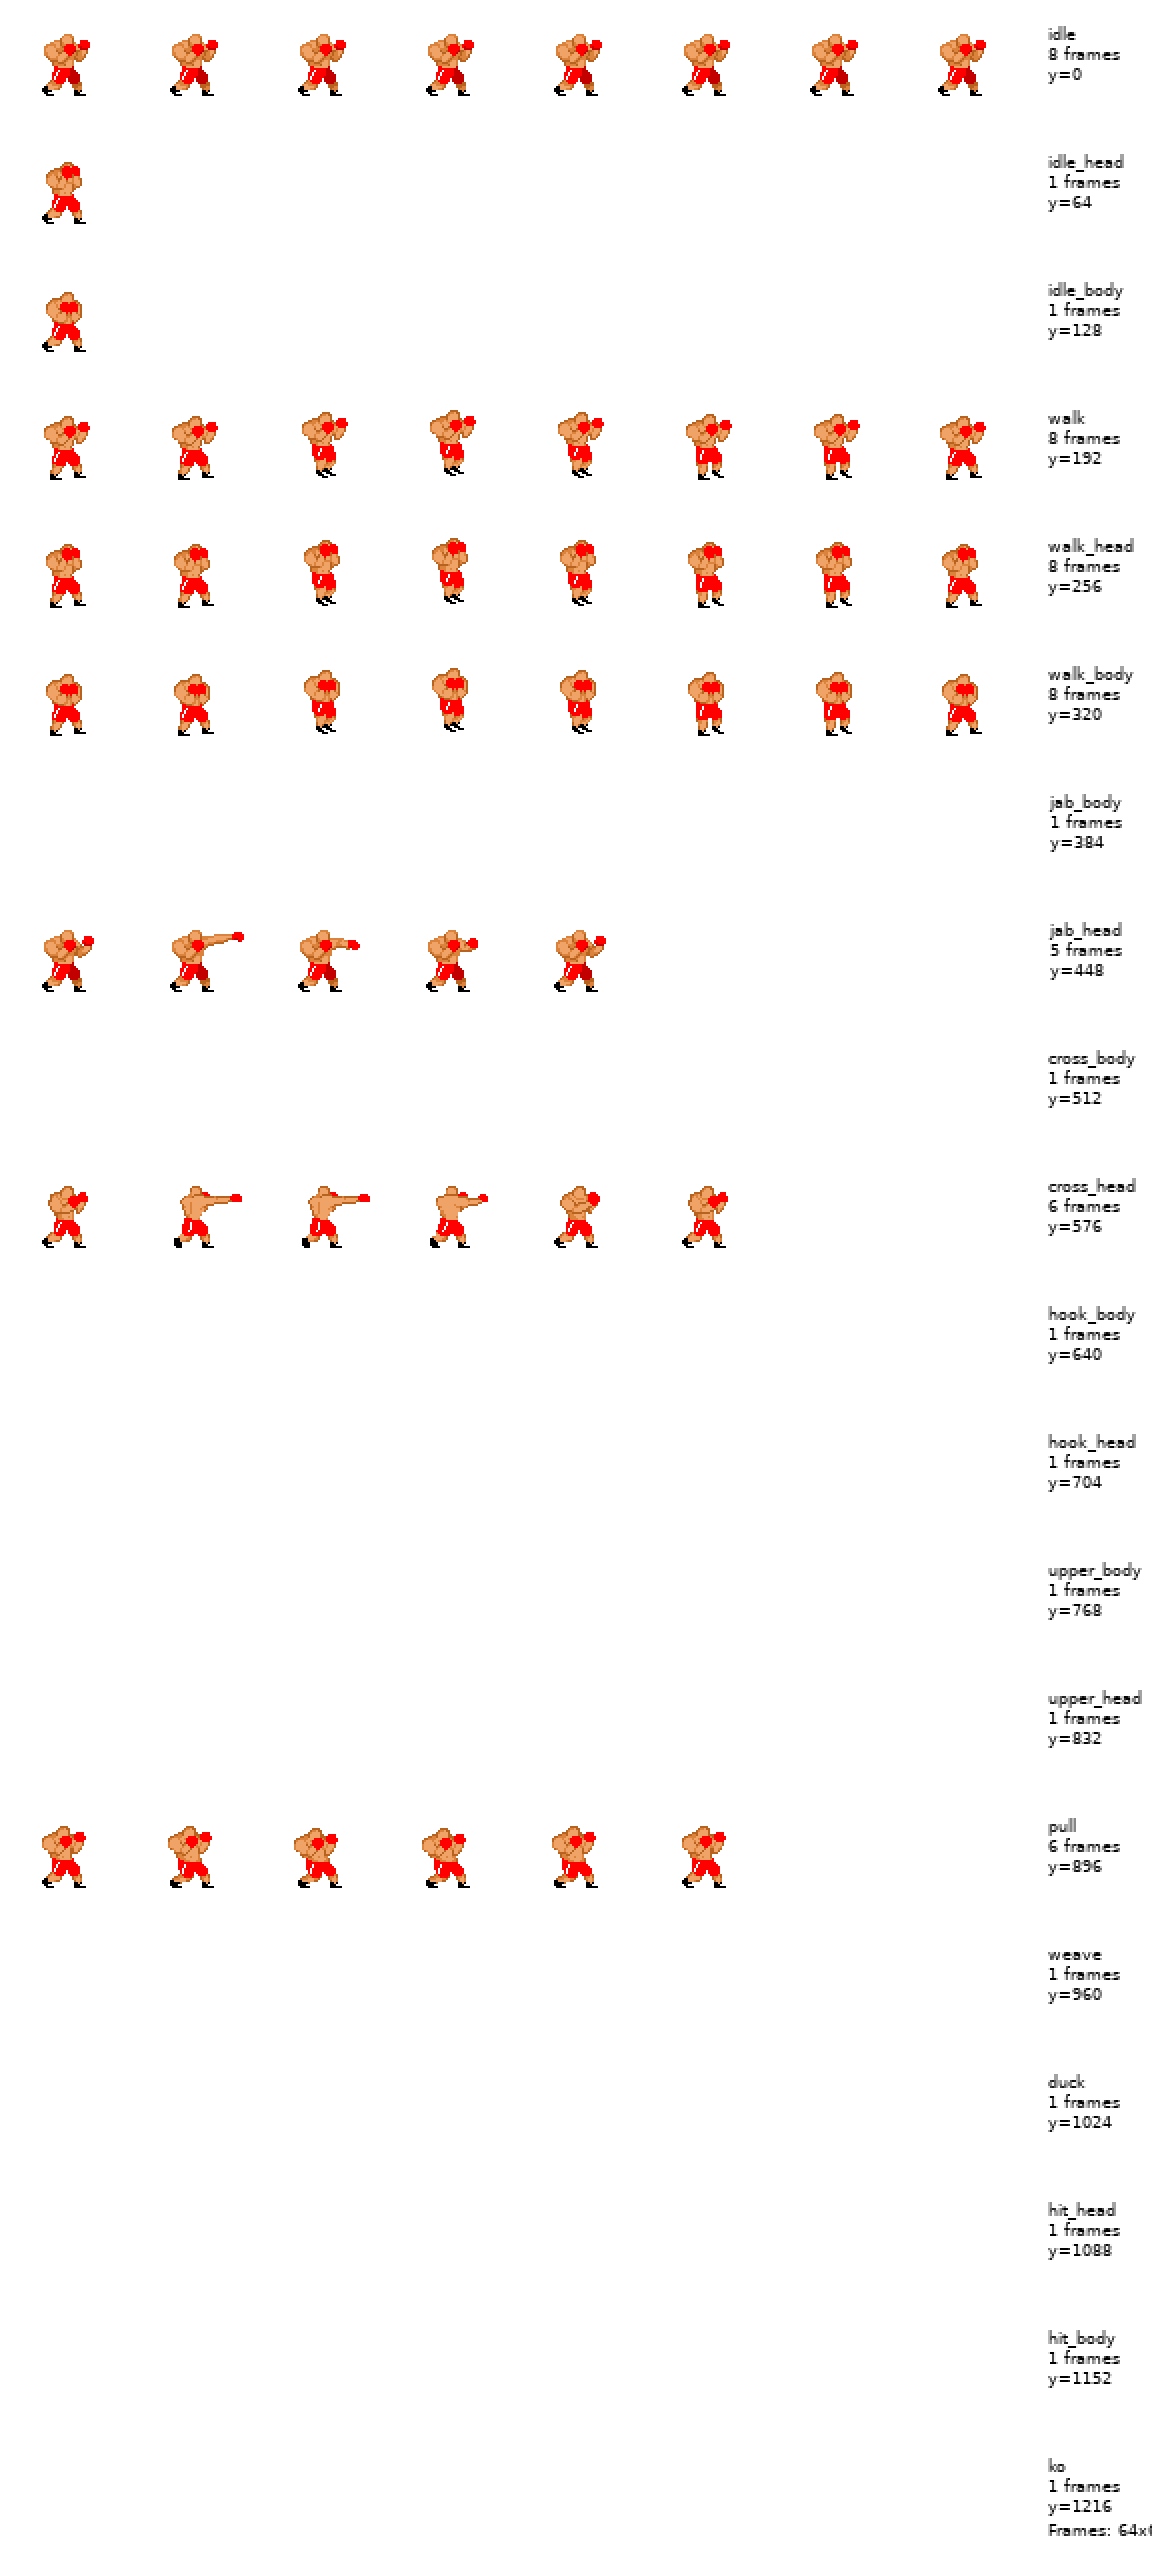 idle
8 frames
y=0
idle_head
1 frames
y=64
idle_body
1 frames
y=128
walk
8 frames
y=192
walk_head
8 frames
y=256
walk_body
8 frames
y=320
jab_body
1 frames
y=384
jab_head
5 frames
y=448
cross_body
1 frames
y=512
cross_head
6 frames
y=576
hook_body
1 frames
y=640
hook_head
1 frames
y=704
upper_body
1 frames
y=768
upper_head
1 frames
y=832
pull
6 frames
y=896
weave
1 frames
y=960
duck
1 frames
y=1024
hit_head
1 frames
y=1088
hit_body
1 frames
y=1152
ko
1 frames
y=1216
Frames: